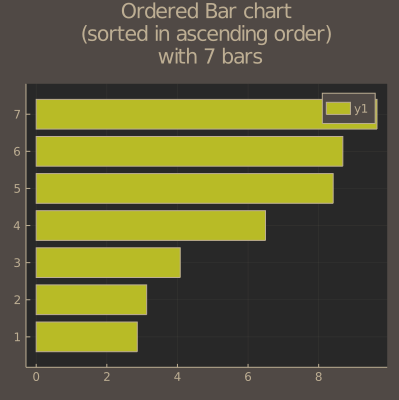 Ordered Bar chart
(sorted in ascending order)
with 7 bars
y1
7
6
5
4
3
2
1
0 2 4 6 8